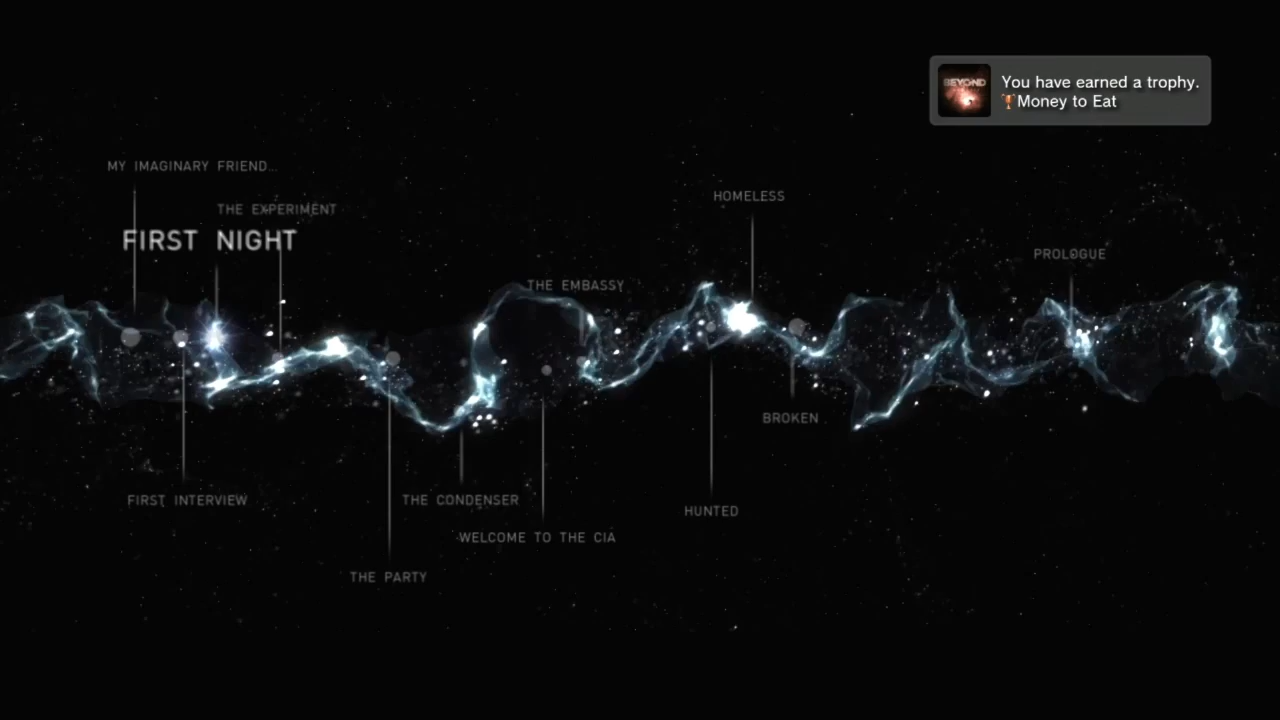 BEYOND
You have earned a trophy.
Money to Eat
MY IMAGINARY FRIEND...
HOMELESS
THE EXPERIMENT
FIRST NIGHT
PROLOGUE
THE EMBASSY
BROKEN
FIRST INTERVIEW
THE CONDENSER
HUNTED
WELCOME TO THE CIA
THE PARTY